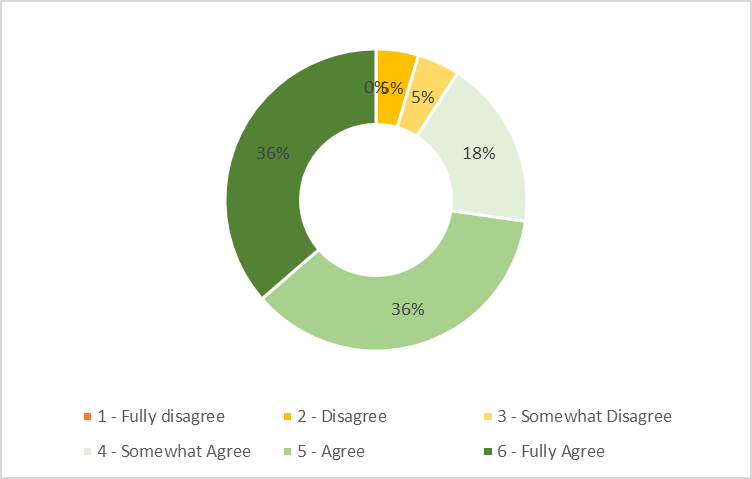 0%
5%
5%
18%
36%
36%
1 - Fully disagree
2 - Disagree
3 - Somewhat Disagree
4 - Somewhat Agree
5 - Agree
6 - Fully Agree